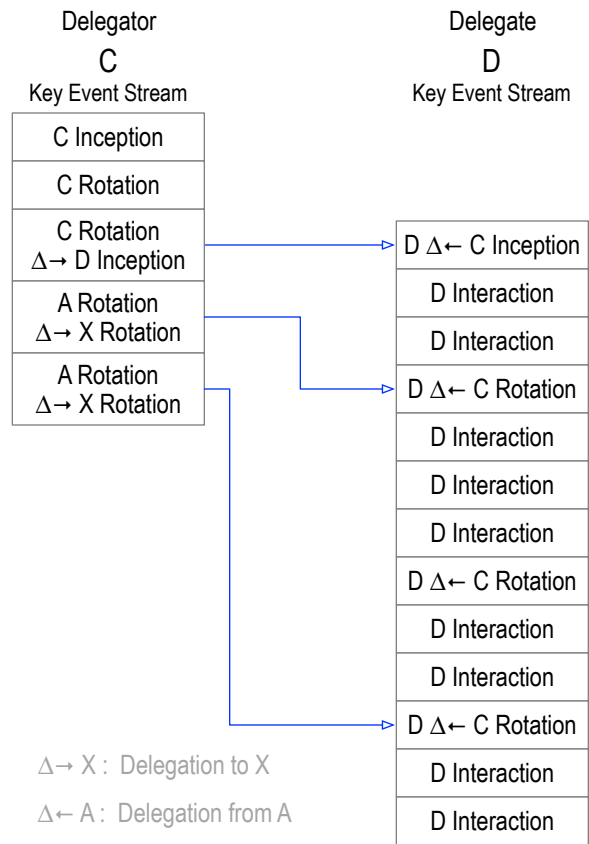 Delegator
C
Key Event Stream
C Inception
C Rotation
C Rotation
Δ→ D Inception
A Rotation
Δ→ X Rotation
A Rotation
Δ→ X Rotation
Delegate
D
Key Event Stream
D Δ← C Inception
D Interaction
D Interaction
D Δ← C Rotation
D Interaction
D Interaction
D Interaction
D Δ← C Rotation
D Interaction
D Interaction
D Δ← C Rotation
D Interaction
D Interaction
Δ→ X : Delegation to X
Δ← A : Delegation from A